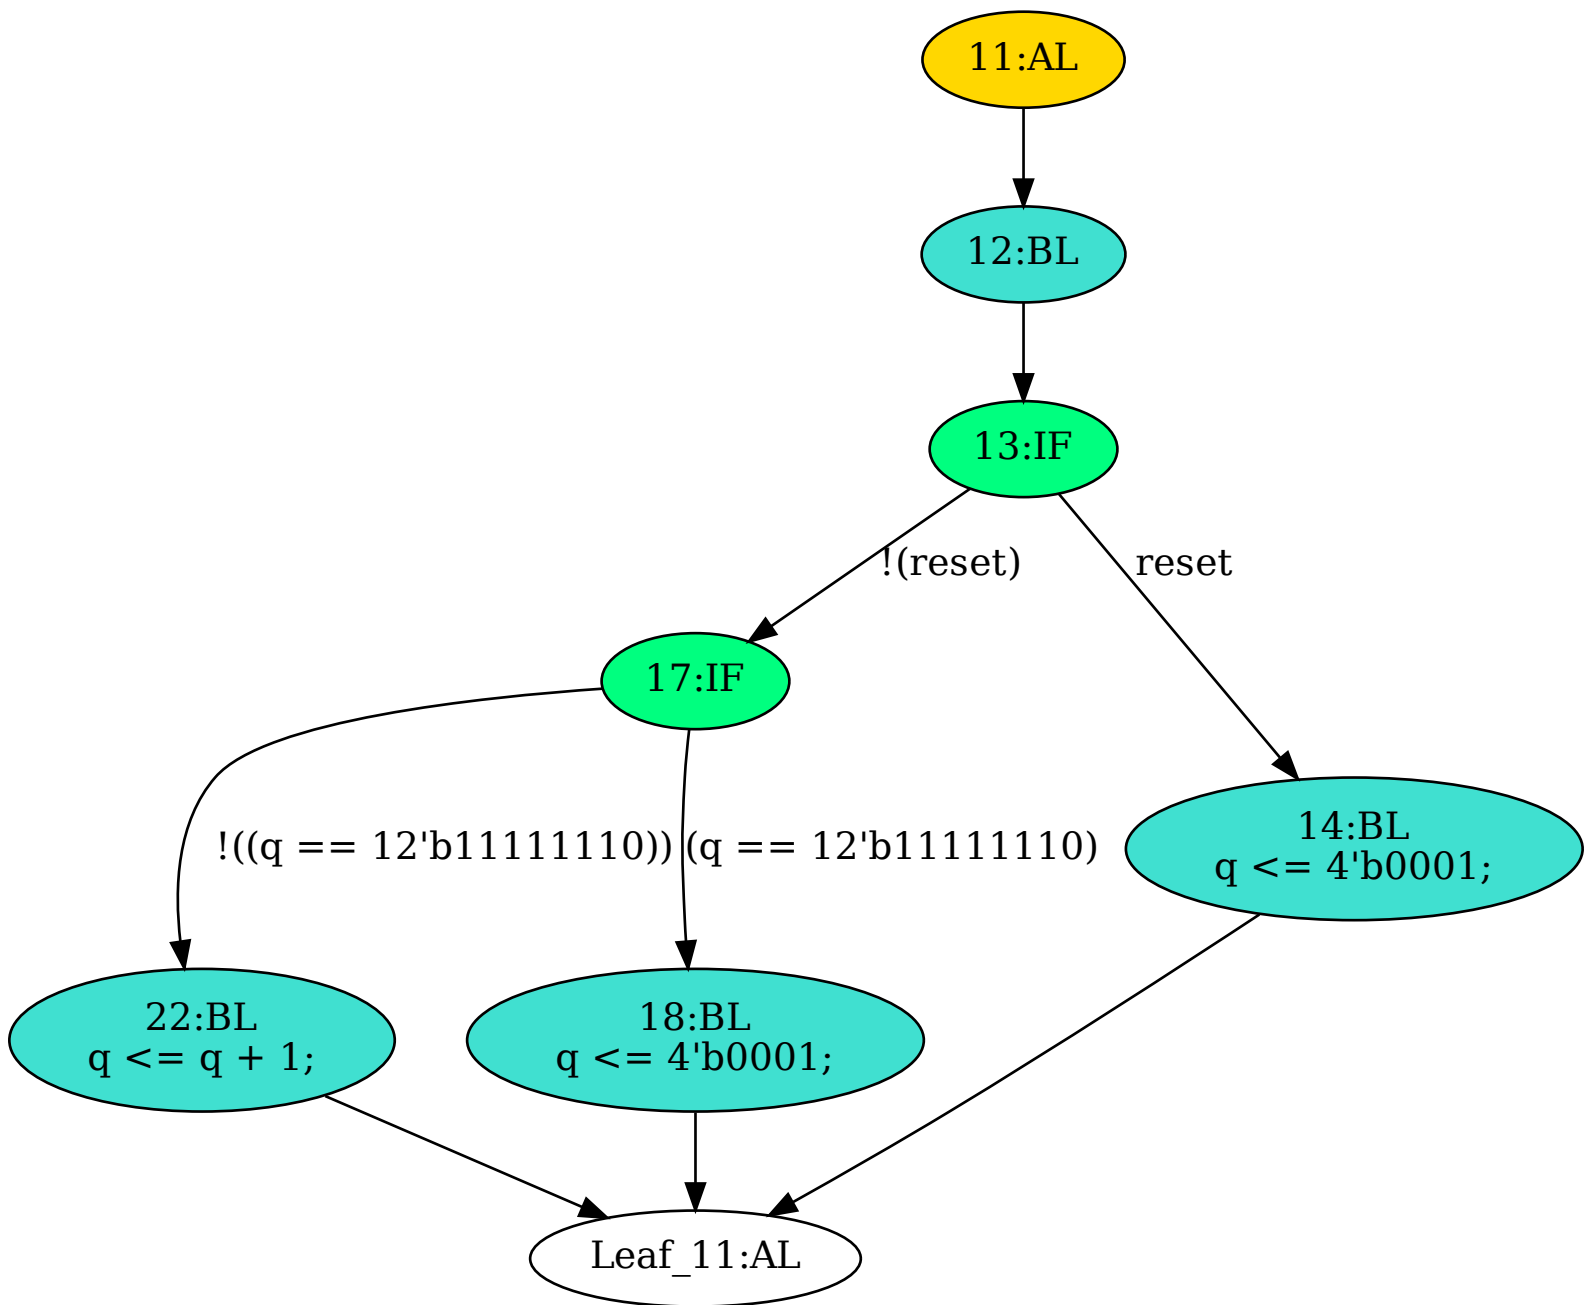 11:AL
12:BL
13:IF
!(reset)
reset
17:IF
!((q == 12'b11111110))
(q == 12'b11111110)
14:BL
q <= 4'b0001;
22:BL
q <= q + 1;
18:BL
q <= 4'b0001;
Leaf_11:AL